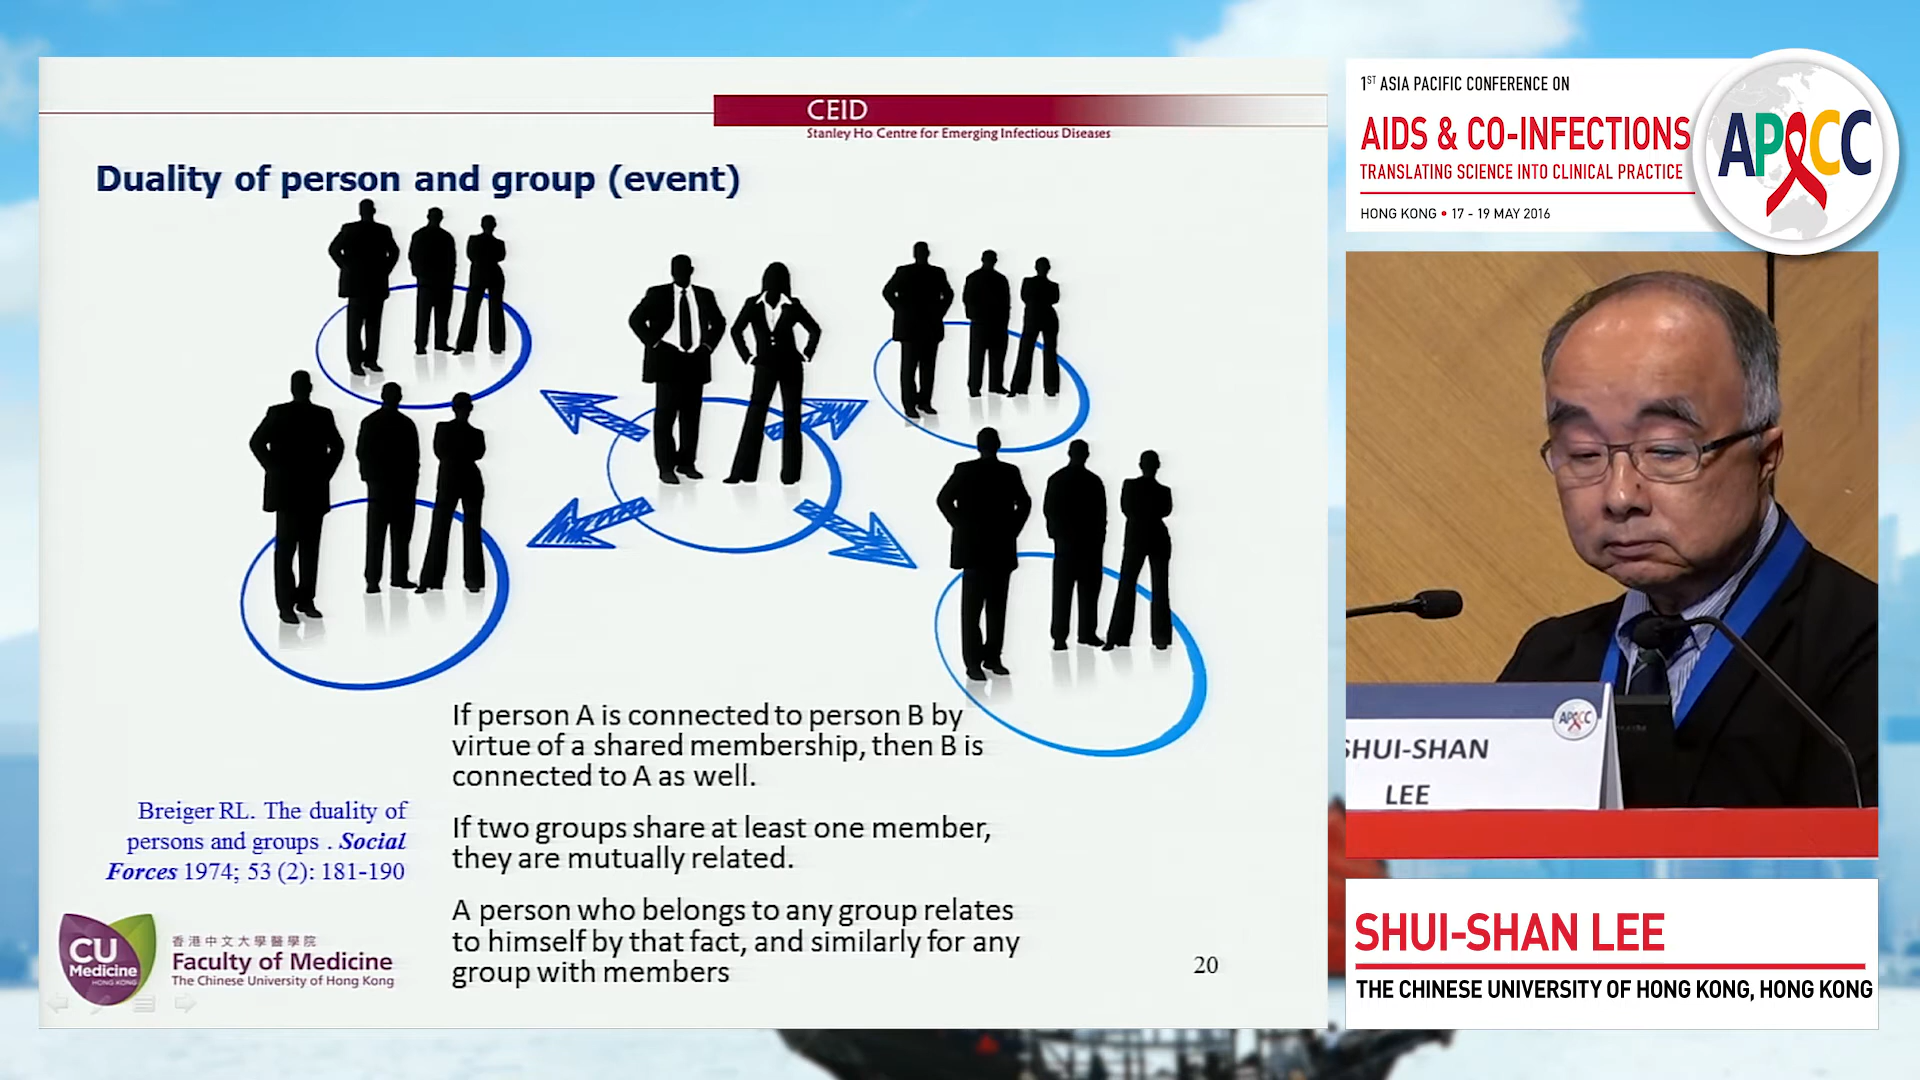 CEID
Stanley Ho Centre for Emerging Infectious Diseases
Duality of person and group (event)
If person A is connected to person B by
virtue of a shared membership, then B is
connected to A as well.
If two groups share at least one member,
they are mutually related.
A person who belongs to any group relates
to himself by that fact, and similarly for any
group with members
Breiger RL. The duality of
persons and groups . Social
Forces 1974; 53 (2): 181-190
CU
Medicine
HONG KONG
香港中文大學醫學院
Faculty of Medicine
The Chinese University of Hong Kong
20
1ST ASIA PACIFIC CONFERENCE ON
AIDS & CO-INFECTIONS
TRANSLATING SCIENCE INTO CLINICAL PRACTICE
HONG KONG • 17 - 19 MAY 2016
APACC
APACC
SHUI-SHAN
LEE
SHUI-SHAN LEE
THE CHINESE UNIVERSITY OF HONG KONG, HONG KONG